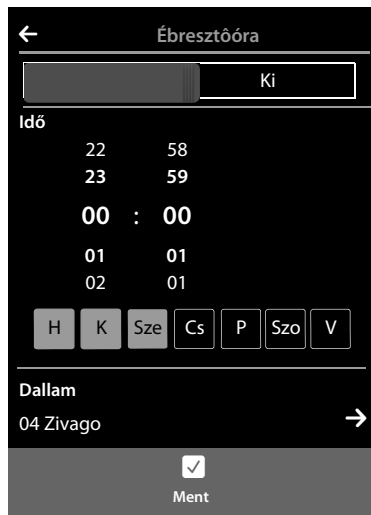 Ébresztôóra
Ki
Idő
22 58
23 59
00 : 00
01 01
02 01
H K Sze Cs P Szo V
Dallam
04 Zivago
Ment